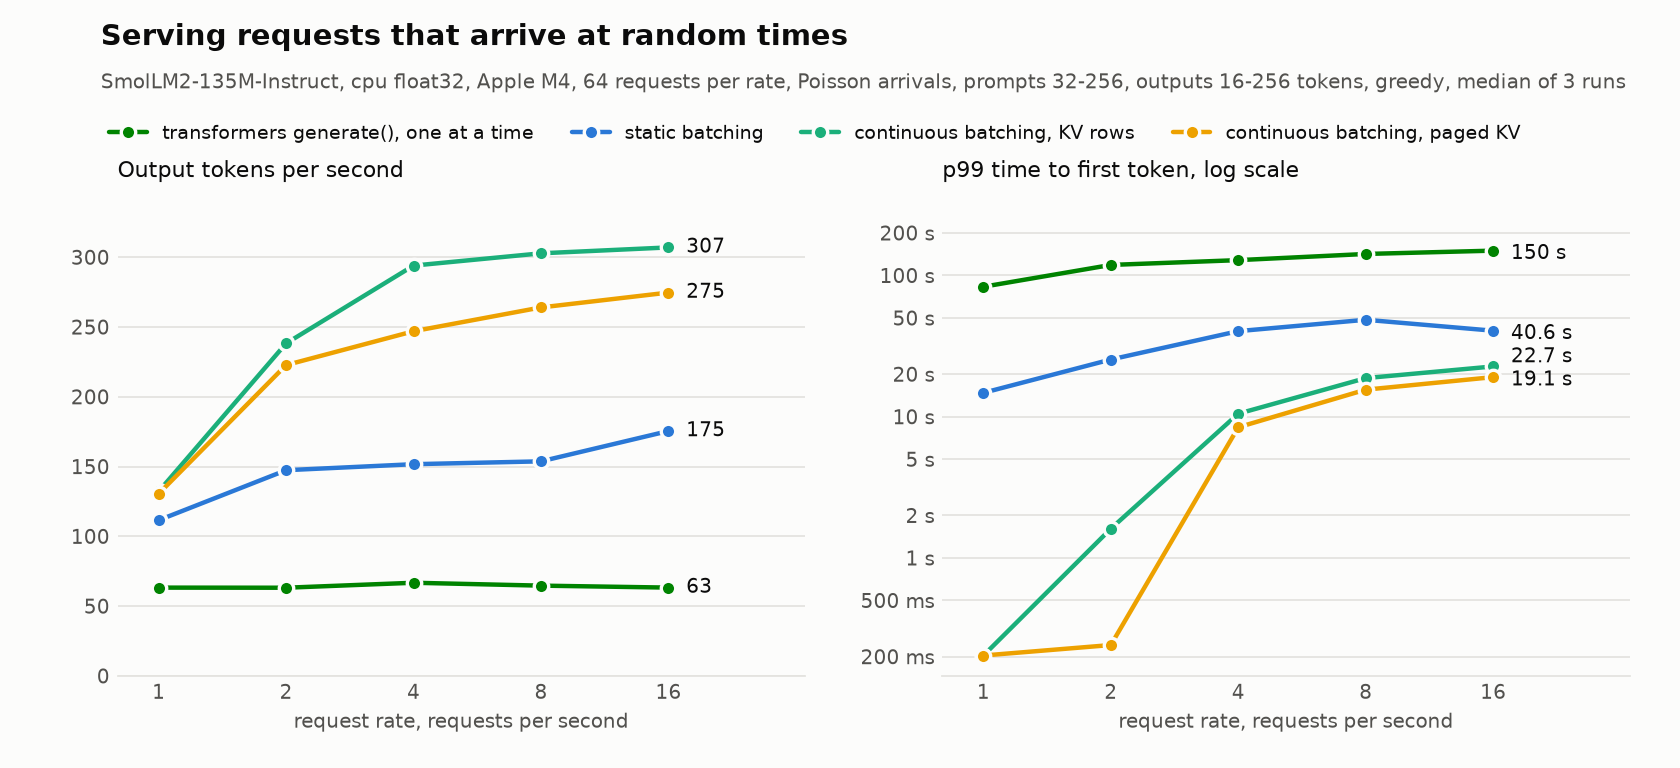 Serving requests that arrive at random times
SmolLM2-135M-Instruct, cpu float32, Apple M4, 64 requests per rate, Poisson arrivals, prompts 32-256, outputs 16-256 tokens, greedy, median of 3 runs
transformers generate(), one at a time
static batching
continuous batching, KV rows
continuous batching, paged KV
Output tokens per second
300
250
200
150
100
50
0
307
275
175
63
1
2
4
8
16
request rate, requests per second
p99 time to first token, log scale
200 s
100 s
50 s
20 s
10 s
5 s
2 s
1 s
500 ms
200 ms
150 s
40.6 s
22.7 s
19.1 s
1
2
4
8
16
request rate, requests per second